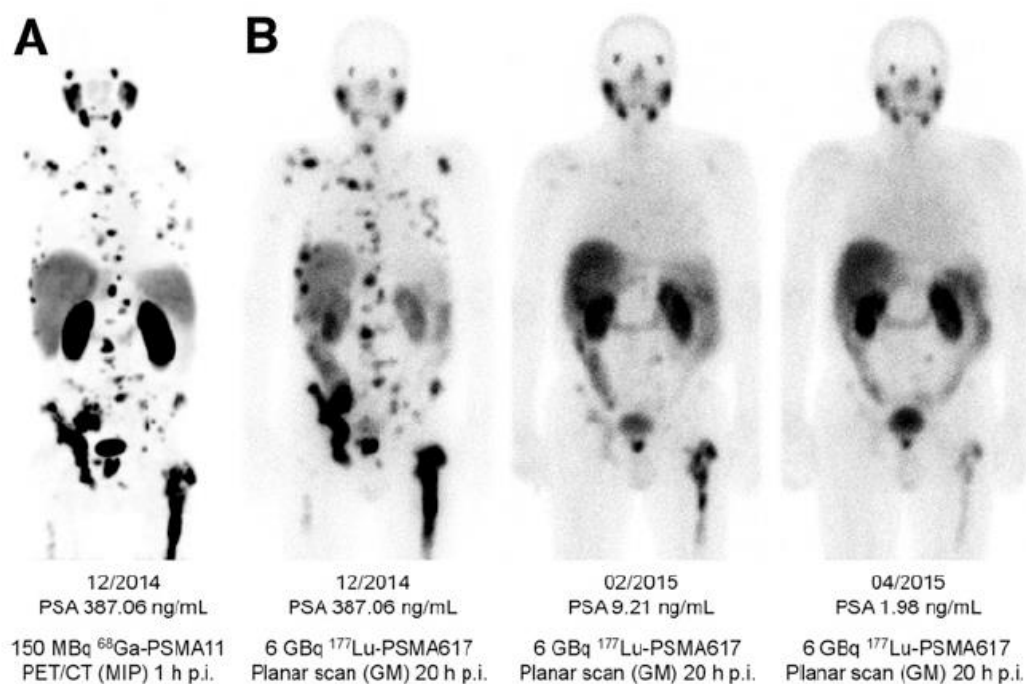 A
B
12/2014
PSA 387.06 ng/mL
150 MBq ⁶⁸Ga-PSMA11
PET/CT (MIP) 1 h p.i.
12/2014
PSA 387.06 ng/mL
6 GBq ¹⁷⁷Lu-PSMA617
Planar scan (GM) 20 h p.i.
02/2015
PSA 9.21 ng/mL
6 GBq ¹⁷⁷Lu-PSMA617
Planar scan (GM) 20 h p.i.
04/2015
PSA 1.98 ng/mL
6 GBq ¹⁷⁷Lu-PSMA617
Planar scan (GM) 20 h p.i.